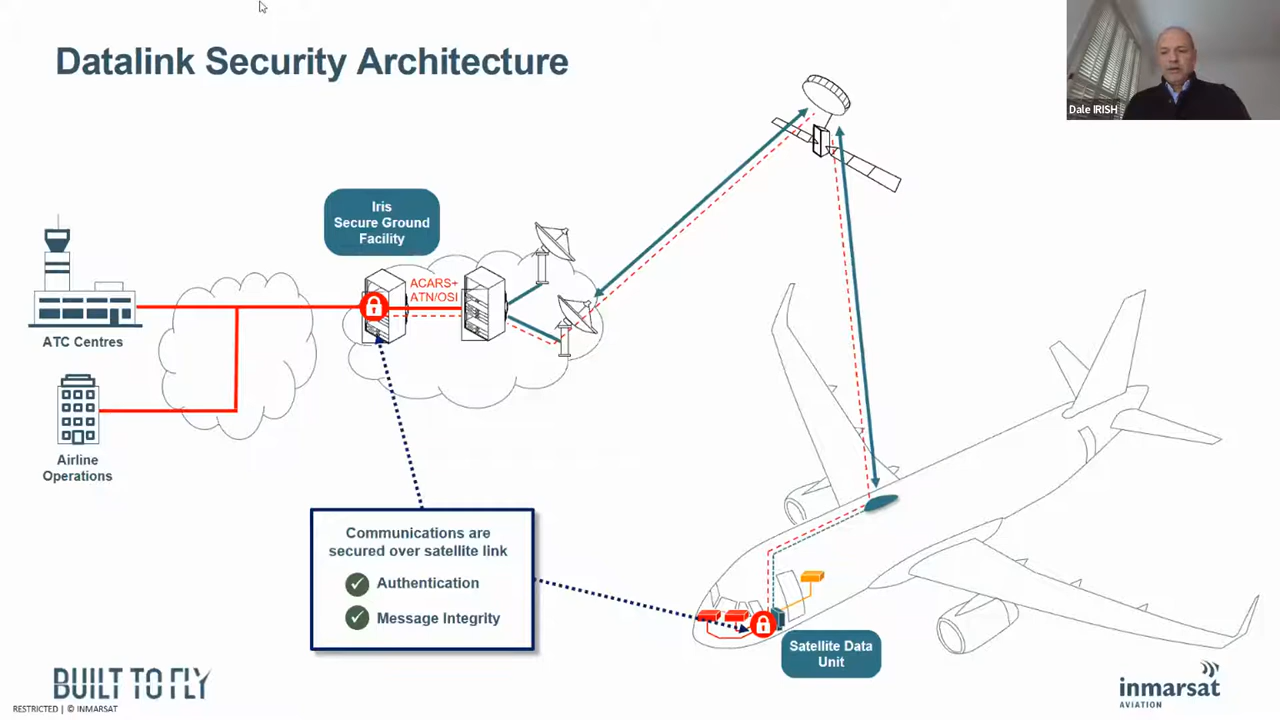 Datalink Security Architecture
Dale IRISH
Iris
Secure Ground
Facility
ACARS+
ATN/OSI
ATC Centres
Airline
Operations
Communications are
secured over satellite link
Authentication
Message Integrity
Satellite Data
Unit
BUILT TO FLY
RESTRICTED | © INMARSAT
inmarsat
AVIATION